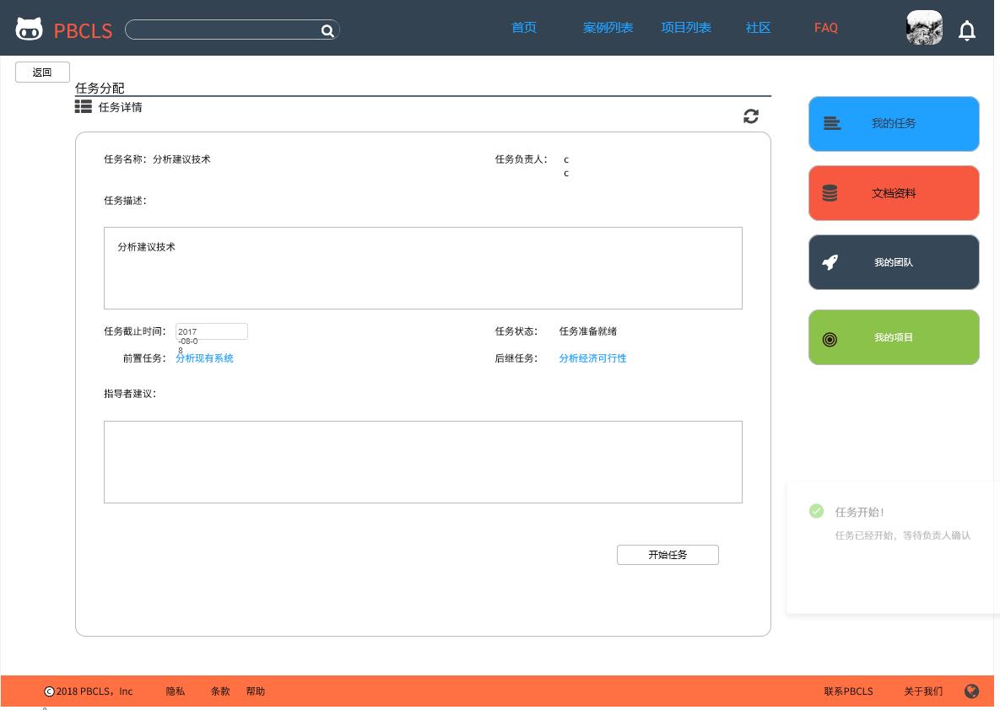 PBCLS
首页
案例列表
项目列表
社区
FAQ
返回
任务分配
任务详情
任务名称：分析建议技术
任务负责人：
c
c
任务描述：
分析建议技术
任务截止时间：
2017
-08-0
8
任务状态：
任务准备就绪
前置任务：
分析现有系统
后继任务：
分析经济可行性
指导者建议：
开始任务
我的任务
文档资料
我的团队
我的项目
任务开始！
任务已经开始，等待负责人确认
©2018 PBCLS，Inc
隐私
条款
帮助
联系PBCLS
关于我们